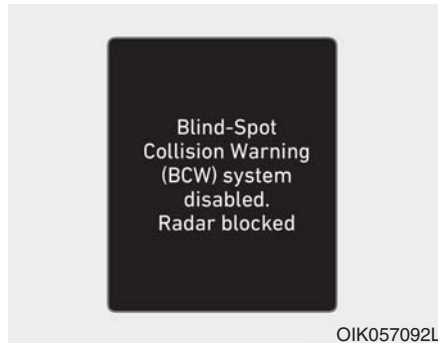 Blind-Spot
Collision Warning
(BCW) system
disabled.
Radar blocked
OIK057092L